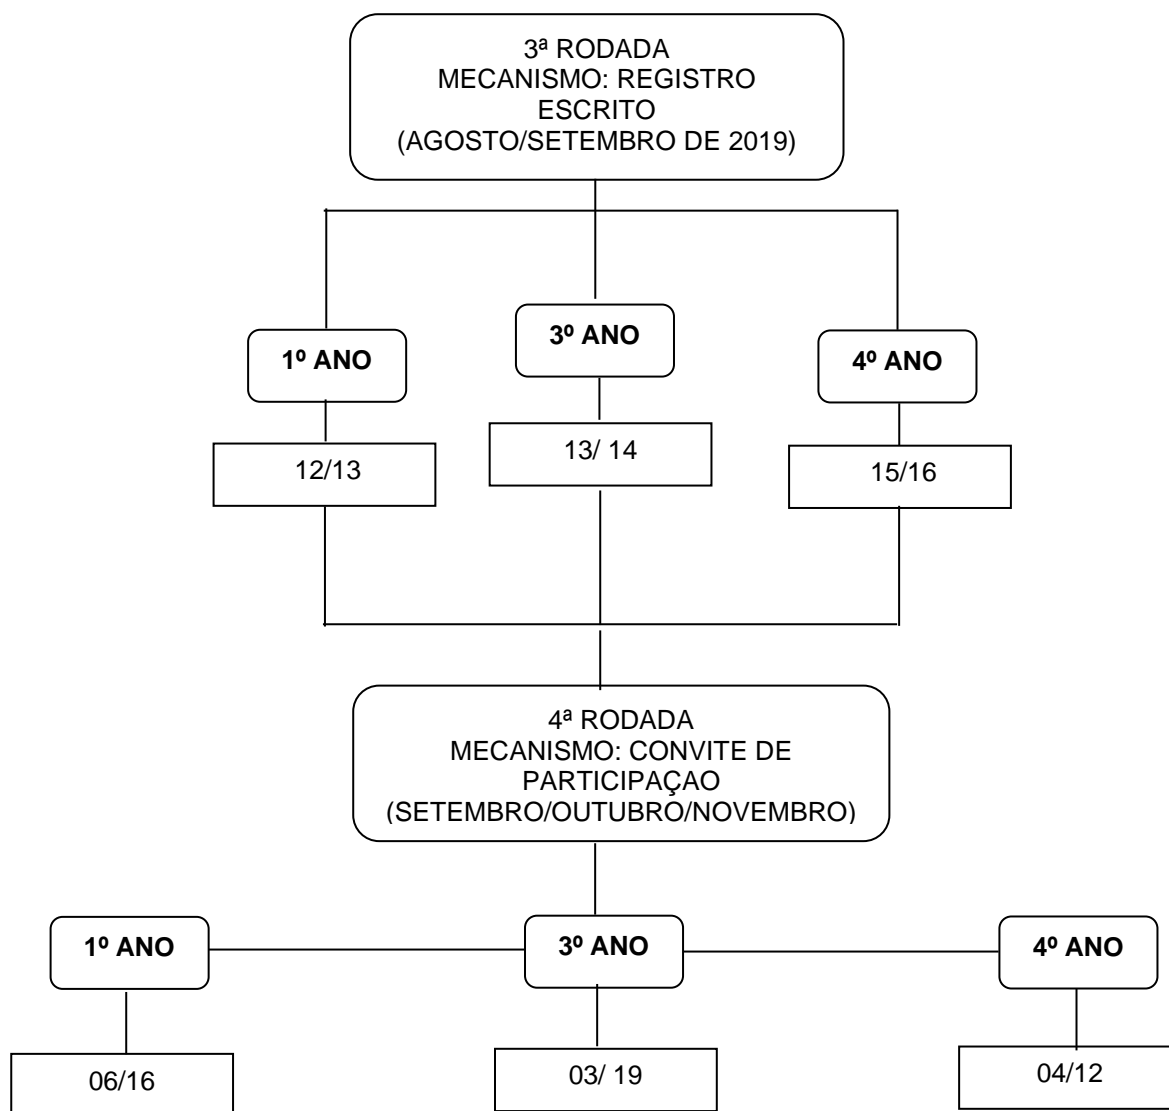 3ª RODADA
MECANISMO: REGISTRO
ESCRITO
(AGOSTO/SETEMBRO DE 2019)
1º ANO
3º ANO
4º ANO
12/13
13/ 14
15/16
4ª RODADA
MECANISMO: CONVITE DE
PARTICIPAÇAO
(SETEMBRO/OUTUBRO/NOVEMBRO)
1º ANO
3º ANO
4º ANO
06/16
03/ 19
04/12